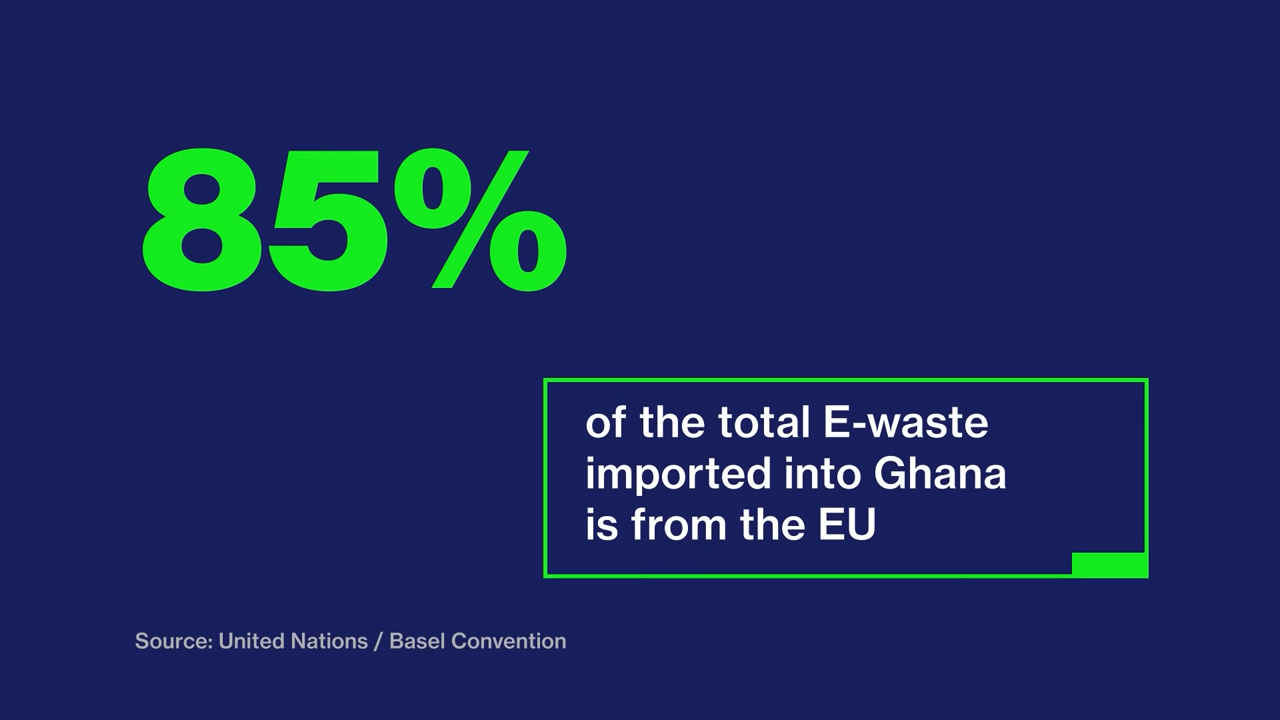 85%
of the total E-waste
imported into Ghana
is from the EU
Source: United Nations / Basel Convention